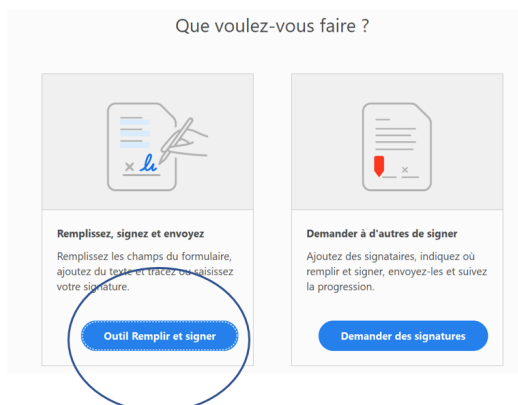 Que voulez-vous faire ?
Remplissez, signez et envoyez
Remplissez les champs du formulaire,
ajoutez du texte et tracez ou saisissez
votre signature.
Outil Remplir et signer
Demander à d'autres de signer
Ajoutez des signataires, indiquez où
remplir et signer, envoyez-les et suivez
la progression.
Demander des signatures